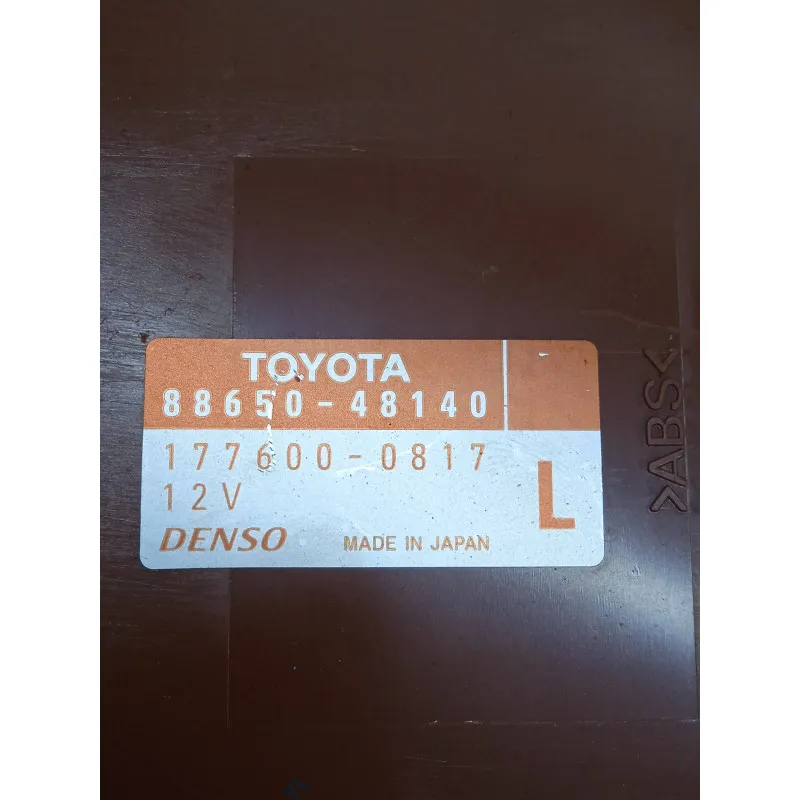 TOYOTA
88650-48140
177600-0817
12V
L
DENSO
MADE IN JAPAN
>ABS<